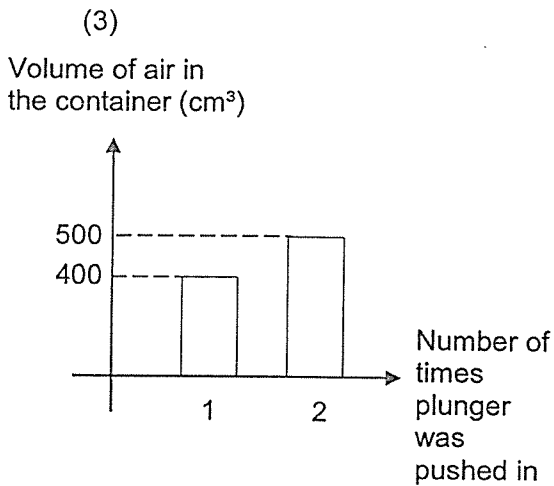 (3)
Volume of air in
the container (cm³)
500
400
1
2
Number of
times
plunger
was
pushed in